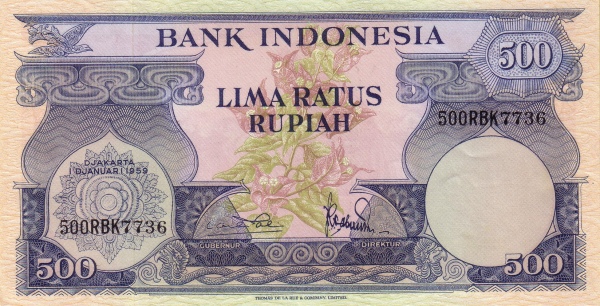 BANK INDONESIA
500
LIMA RATUS
RUPIAH
500RBK7736
DJAKARTA
1 DJANUARI 1959
500RBK7736
GUBERNUR
DIREKTUR
500
500
THOMAS DE LA RUE & COMPANY, LIMITED.